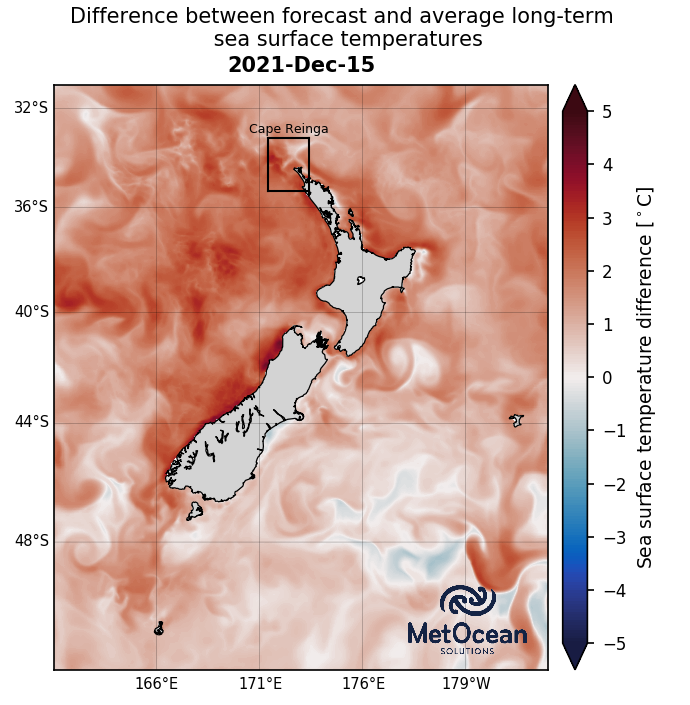 Difference between forecast and average long-term
sea surface temperatures
2021-Dec-15
32°S
36°S
40°S
44°S
48°S
Cape Reinga
MetOcean
SOLUTIONS
166°E
171°E
176°E
179°W
5
4
3
2
1
0
−1
−2
−3
−4
−5
Sea surface temperature difference [°C]